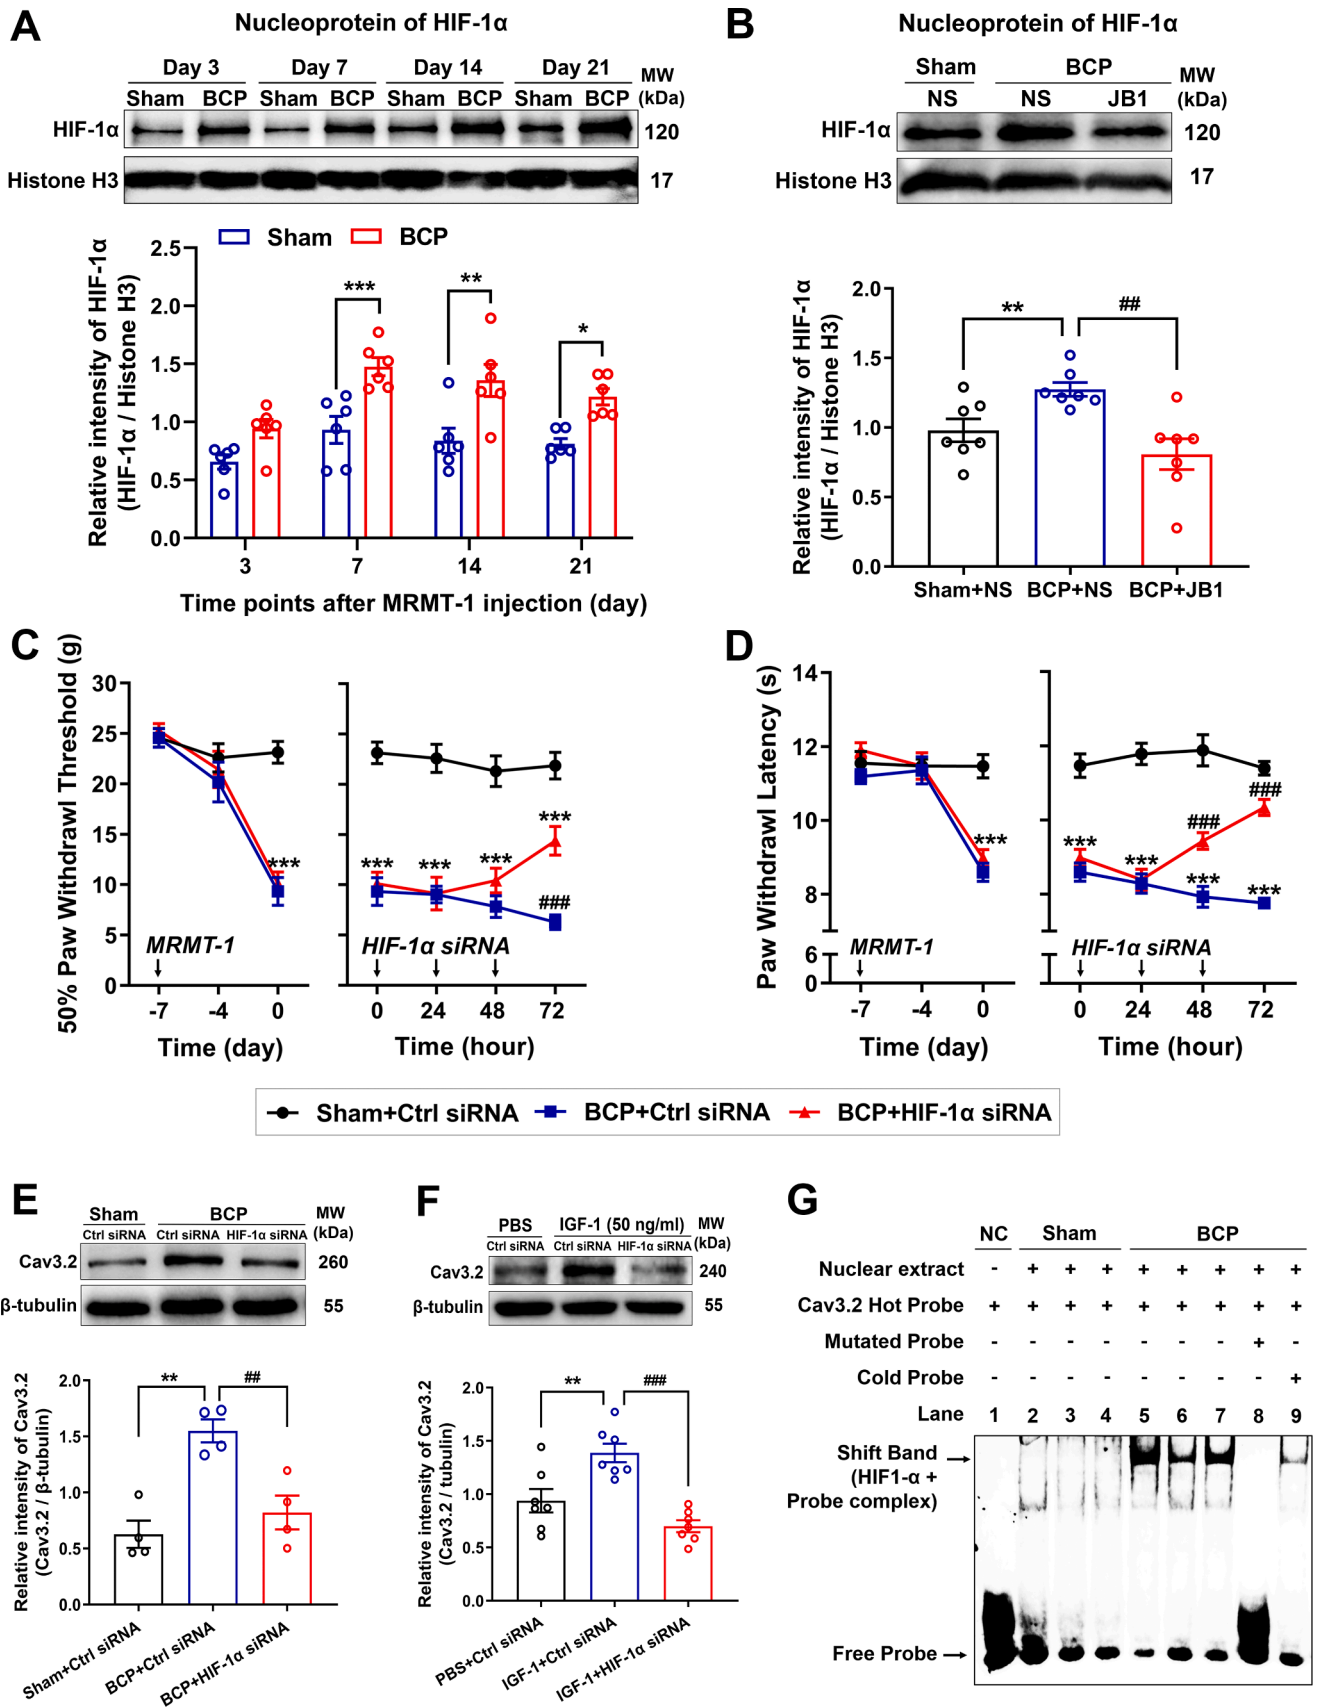 A
Nucleoprotein of HIF-1α
Day 3 Day 7 Day 14 Day 21 MW
(kDa)
Sham BCP Sham BCP Sham BCP Sham BCP
HIF-1α 120
Histone H3 17
Sham BCP
Relative intensity of HIF-1α
(HIF-1α / Histone H3)
2.5
2.0
1.5
1.0
0.5
0.0
*** ** *
3 7 14 21
Time points after MRMT-1 injection (day)
B
Nucleoprotein of HIF-1α
Sham BCP MW
(kDa)
NS NS JB1
HIF-1α 120
Histone H3 17
Relative intensity of HIF-1α
(HIF-1α / Histone H3)
2.0
1.5
1.0
0.5
0.0
** ##
Sham+NS BCP+NS BCP+JB1
C
50% Paw Withdrawl Threshold (g)
30
25
20
15
10
5
0
***
*** *** *** ***
###
MRMT-1 HIF-1α siRNA
-7 -4 0 0 24 48 72
Time (day) Time (hour)
D
Paw Withdrawl Latency (s)
14
12
10
8
6
0
***
*** *** ### ###
*** ***
MRMT-1 HIF-1α siRNA
-7 -4 0 0 24 48 72
Time (day) Time (hour)
Sham+Ctrl siRNA BCP+Ctrl siRNA BCP+HIF-1α siRNA
E
Sham BCP MW
(kDa)
Ctrl siRNA Ctrl siRNA HIF-1α siRNA
Cav3.2 260
β-tubulin 55
Relative intensity of Cav3.2
(Cav3.2 / β-tubulin)
2.0
1.5
1.0
0.5
0.0
** ##
Sham+Ctrl siRNA
BCP+Ctrl siRNA
BCP+HIF-1α siRNA
F
PBS IGF-1 (50 ng/ml) MW
(kDa)
Ctrl siRNA Ctrl siRNA HIF-1α siRNA
Cav3.2 240
β-tubulin 55
Relative intensity of Cav3.2
(Cav3.2 / tubulin)
2.0
1.5
1.0
0.5
0.0
** ###
PBS+Ctrl siRNA
IGF-1+Ctrl siRNA
IGF-1+HIF-1α siRNA
G
NC Sham BCP
Nuclear extract - + + + + + + + +
Cav3.2 Hot Probe + + + + + + + + +
Mutated Probe - - - - - - - + -
Cold Probe - - - - - - - - +
Lane 1 2 3 4 5 6 7 8 9
Shift Band
(HIF1-α +
Probe complex)
Free Probe